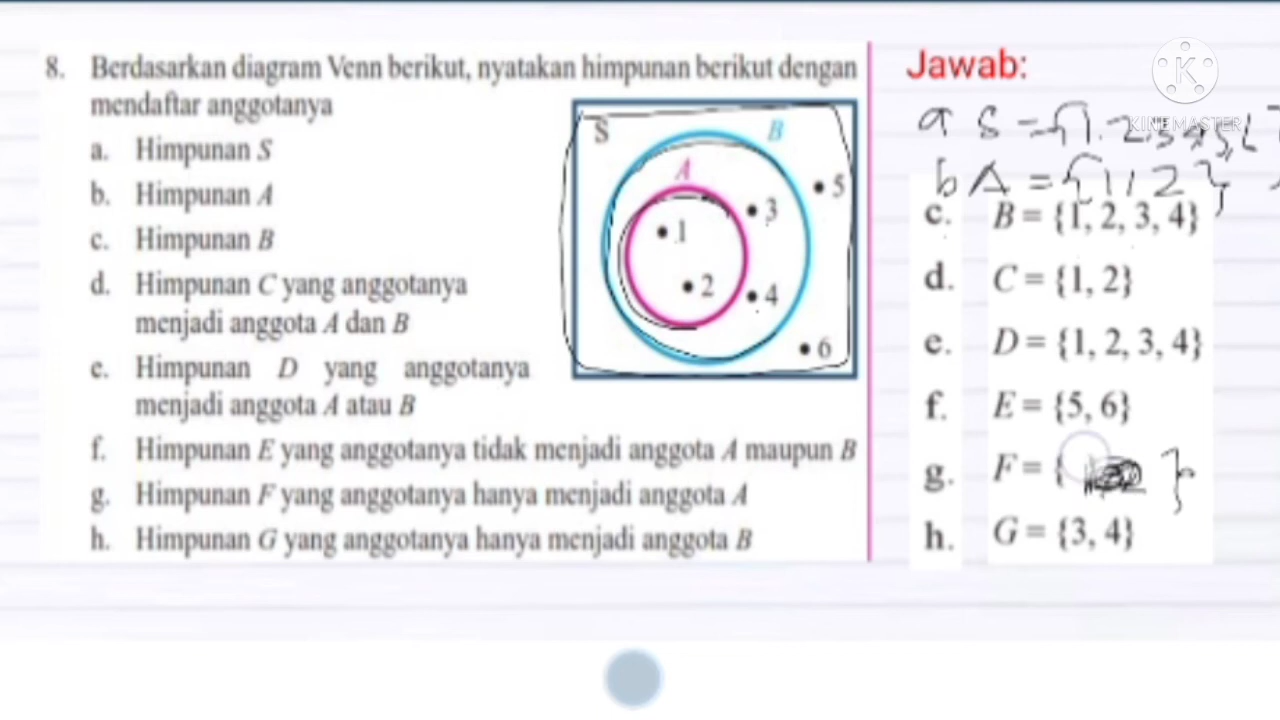 8. Berdasarkan diagram Venn berikut, nyatakan himpunan berikut dengan
mendaftar anggotanya
a. Himpunan S
b. Himpunan A
c. Himpunan B
d. Himpunan C yang anggotanya
menjadi anggota A dan B
e. Himpunan D yang anggotanya
menjadi anggota A atau B
f. Himpunan E yang anggotanya tidak menjadi anggota A maupun B
g. Himpunan F yang anggotanya hanya menjadi anggota A
h. Himpunan G yang anggotanya hanya menjadi anggota B
S
B
A
5
3
1
2
4
6
Jawab:
K
KINEMASTER
a S = {1.2
b A = {1, 2}
c. B = {1, 2, 3, 4}
d. C = {1, 2}
e. D = {1, 2, 3, 4}
f. E = {5, 6}
g. F = { }
h. G = {3, 4}